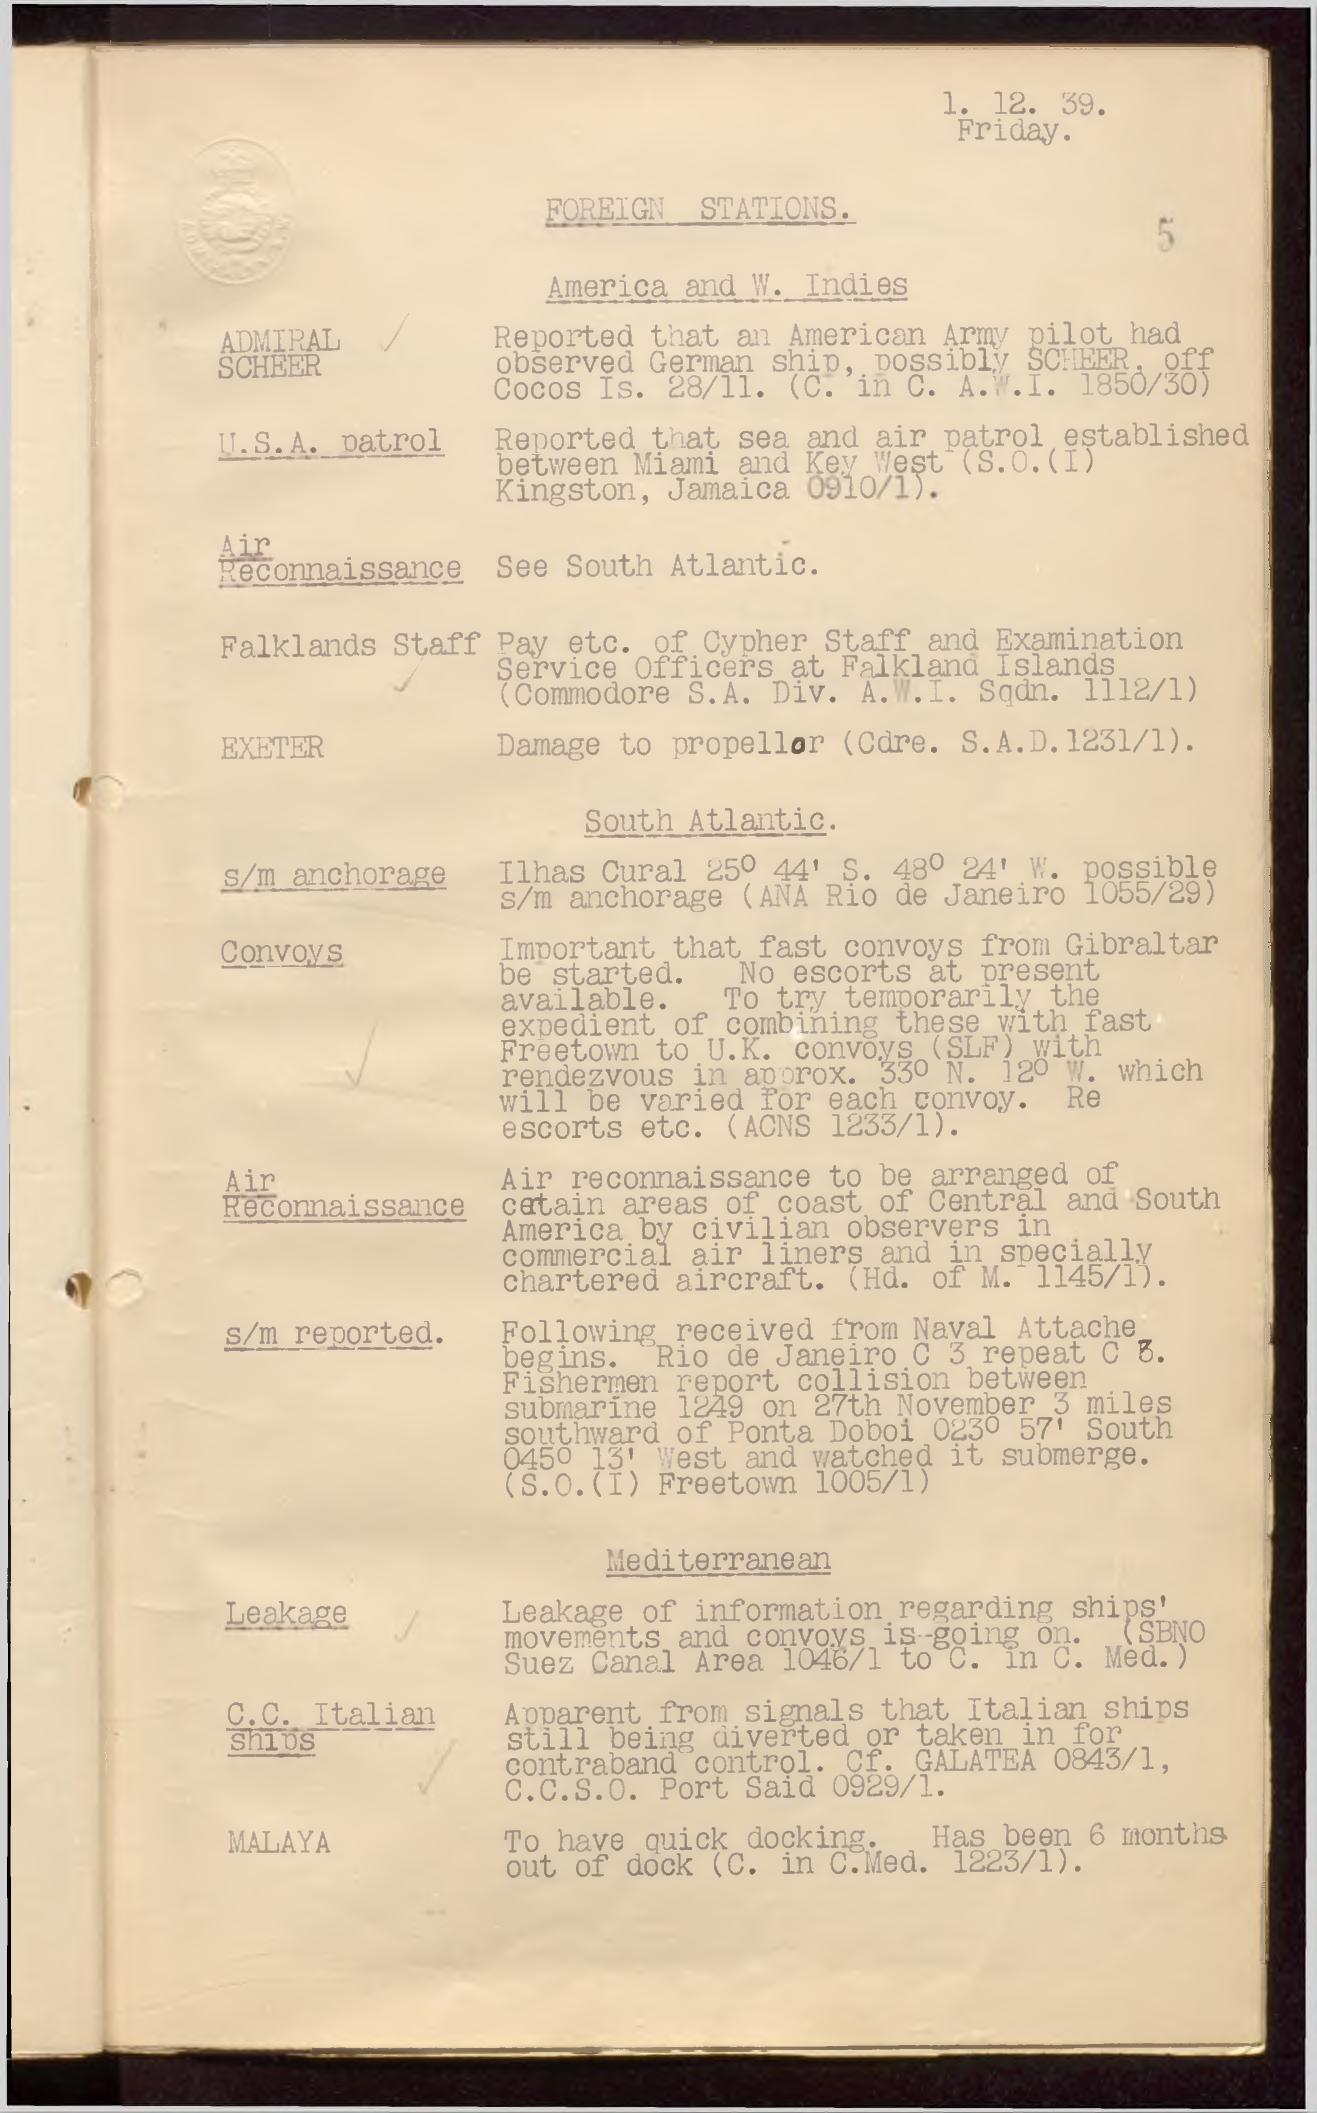 1. 12. 39.
Friday.
FOREIGN STATIONS.
5
America and W. Indies
ADMIRAL
SCHEER
Reported that an American Army pilot had
observed German ship, possibly SCHEER, off
Cocos Is. 28/11. (C. in C. A.W.I. 1850/30)
U.S.A. patrol
Reported that sea and air patrol established
between Miami and Key West (S.O.(I)
Kingston, Jamaica 0910/1).
Air
Reconnaissance
See South Atlantic.
Falklands Staff
Pay etc. of Cypher Staff and Examination
Service Officers at Falkland Islands
(Commodore S.A. Div. A.W.I. Sqdn. 1112/1)
EXETER
Damage to propellor (Cdre. S.A.D.1231/1).
South Atlantic.
s/m anchorage
Ilhas Cural 25º 44' S. 48º 24' W. possible
s/m anchorage (ANA Rio de Janeiro 1055/29)
Convoys
Important that fast convoys from Gibraltar
be started. No escorts at present
available. To try temporarily the
expedient of combining these with fast
Freetown to U.K. convoys (SLF) with
rendezvous in approx. 33º N. 12º W. which
will be varied for each convoy. Re
escorts etc. (ACNS 1233/1).
Air
Reconnaissance
Air reconnaissance to be arranged of
cetain areas of coast of Central and South
America by civilian observers in
commercial air liners and in specially
chartered aircraft. (Hd. of M. 1145/1).
s/m reported.
Following received from Naval Attache
begins. Rio de Janeiro C 3 repeat C 3.
Fishermen report collision between
submarine 1249 on 27th November 3 miles
southward of Ponta Doboi 023º 57' South
045º 13' West and watched it submerge.
(S.O.(I) Freetown 1005/1)
Mediterranean
Leakage
Leakage of information regarding ships'
movements and convoys is going on. (SBNO
Suez Canal Area 1046/1 to C. in C. Med.)
C.C. Italian
ships
Apparent from signals that Italian ships
still being diverted or taken in for
contraband control. Cf. GALATEA 0843/1,
C.C.S.O. Port Said 0929/1.
MALAYA
To have quick docking. Has been 6 months
out of dock (C. in C.Med. 1223/1).